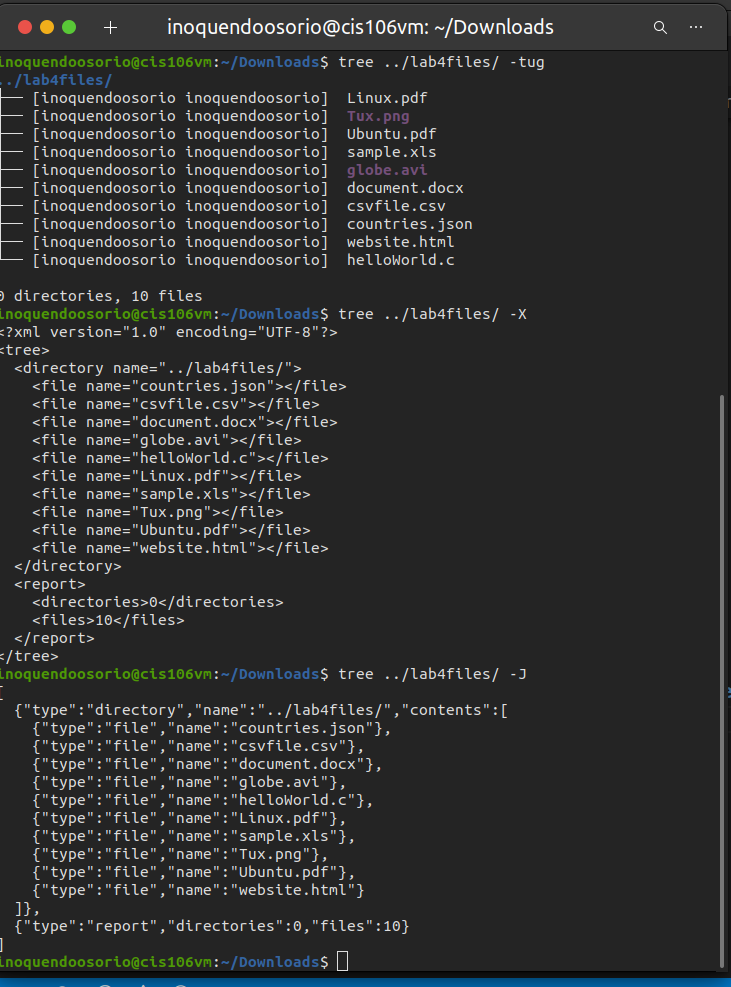 inoquendoosorio@cis106vm: ~/Downloads
inoquendoosorio@cis106vm:~/Downloads$ tree ../lab4files/ -tug
../lab4files/
├── [inoquendoosorio inoquendoosorio]  Linux.pdf
├── [inoquendoosorio inoquendoosorio]  Tux.png
├── [inoquendoosorio inoquendoosorio]  Ubuntu.pdf
├── [inoquendoosorio inoquendoosorio]  sample.xls
├── [inoquendoosorio inoquendoosorio]  globe.avi
├── [inoquendoosorio inoquendoosorio]  document.docx
├── [inoquendoosorio inoquendoosorio]  csvfile.csv
├── [inoquendoosorio inoquendoosorio]  countries.json
├── [inoquendoosorio inoquendoosorio]  website.html
└── [inoquendoosorio inoquendoosorio]  helloWorld.c
0 directories, 10 files
inoquendoosorio@cis106vm:~/Downloads$ tree ../lab4files/ -X
<?xml version="1.0" encoding="UTF-8"?>
<tree>
  <directory name="../lab4files/">
    <file name="countries.json"></file>
    <file name="csvfile.csv"></file>
    <file name="document.docx"></file>
    <file name="globe.avi"></file>
    <file name="helloWorld.c"></file>
    <file name="Linux.pdf"></file>
    <file name="sample.xls"></file>
    <file name="Tux.png"></file>
    <file name="Ubuntu.pdf"></file>
    <file name="website.html"></file>
  </directory>
  <report>
    <directories>0</directories>
    <files>10</files>
  </report>
</tree>
inoquendoosorio@cis106vm:~/Downloads$ tree ../lab4files/ -J
[
  {"type":"directory","name":"../lab4files/","contents":[
    {"type":"file","name":"countries.json"},
    {"type":"file","name":"csvfile.csv"},
    {"type":"file","name":"document.docx"},
    {"type":"file","name":"globe.avi"},
    {"type":"file","name":"helloWorld.c"},
    {"type":"file","name":"Linux.pdf"},
    {"type":"file","name":"sample.xls"},
    {"type":"file","name":"Tux.png"},
    {"type":"file","name":"Ubuntu.pdf"},
    {"type":"file","name":"website.html"}
  ]},
  {"type":"report","directories":0,"files":10}
]
inoquendoosorio@cis106vm:~/Downloads$